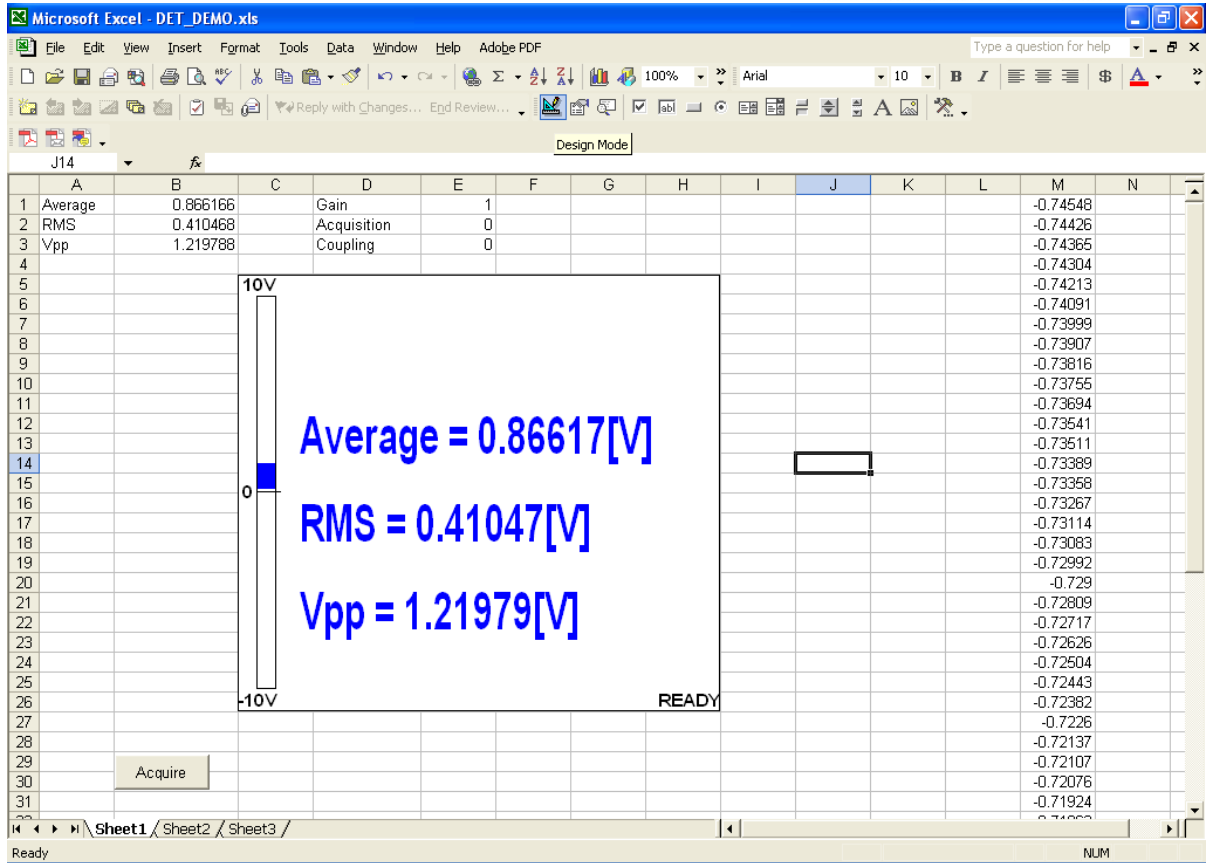 Microsoft Excel - DET_DEMO.xls
File Edit View Insert Format Tools Data Window Help Adobe PDF Type a question for help
100% Arial 10 B I $ A
Reply with Changes... End Review... ab A
Design Mode
J14 fx
A B C D E F G H I J K L M N
1 Average 0.866166 Gain 1 -0.74548
2 RMS 0.410468 Acquisition 0 -0.74426
3 Vpp 1.219788 Coupling 0 -0.74365
4 -0.74304
5 10V -0.74213
6 -0.74091
7 -0.73999
8 -0.73907
9 -0.73816
10 -0.73755
11 -0.73694
12 -0.73541
Average = 0.86617[V]
13 -0.73511
14 -0.73389
15 -0.73358
0
16 -0.73267
17 -0.73114
RMS = 0.41047[V]
18 -0.73083
19 -0.72992
20 -0.729
21 -0.72809
Vpp = 1.21979[V]
22 -0.72717
23 -0.72626
24 -0.72504
25 -0.72443
26 -10V READY -0.72382
27 -0.7226
28 -0.72137
29 -0.72107
Acquire
30 -0.72076
31 -0.71924
Sheet1 Sheet2 Sheet3
Ready NUM